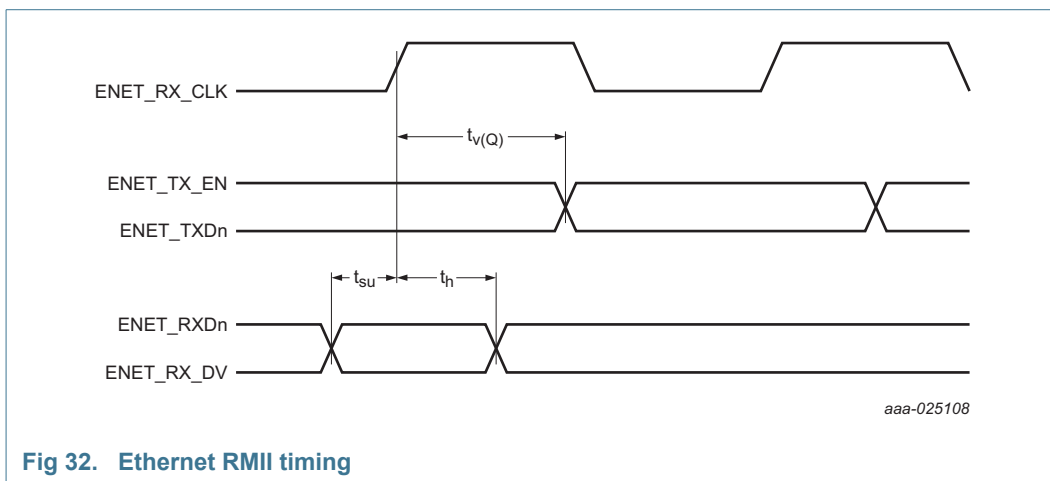 ENET_RX_CLK
tv(Q)
ENET_TX_EN
ENET_TXDn
tsu
th
ENET_RXDn
ENET_RX_DV
aaa-025108
Fig 32. Ethernet RMII timing